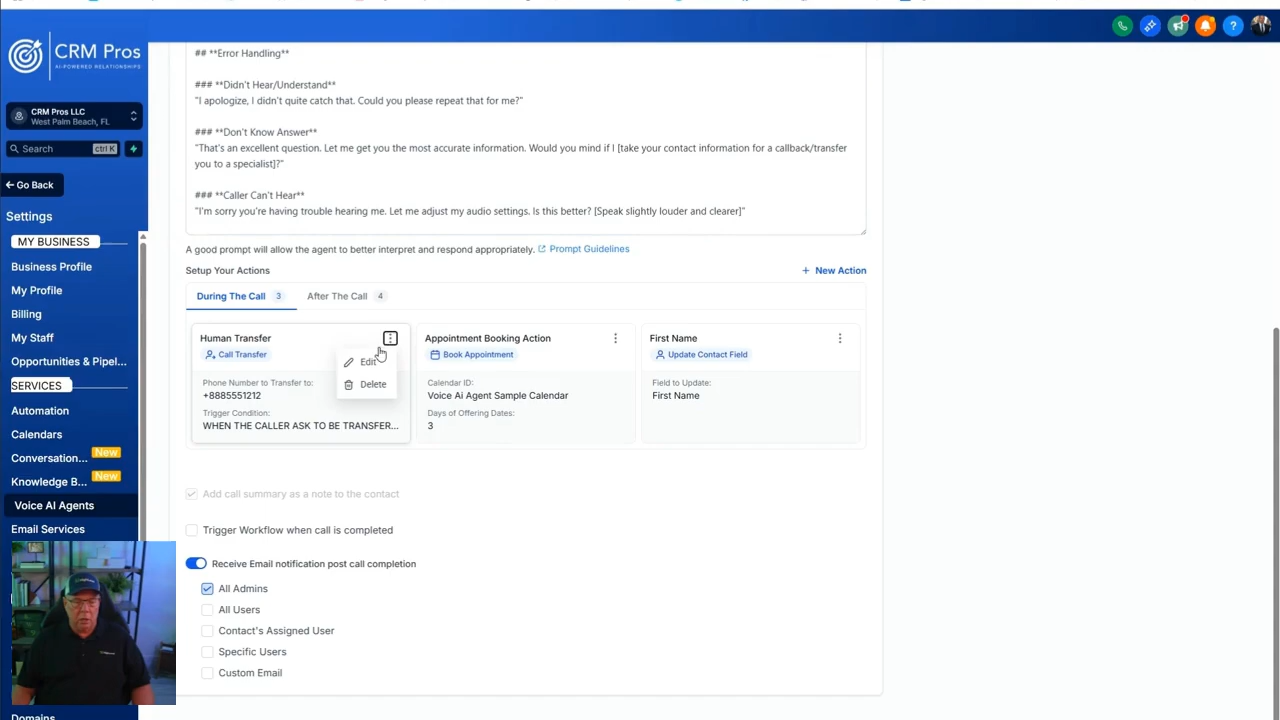 CRM Pros
AI-POWERED RELATIONSHIPS
CRM Pros LLC
West Palm Beach, FL
Search
ctrl K
Go Back
Settings
MY BUSINESS
Business Profile
My Profile
Billing
My Staff
Opportunities & Pipel...
SERVICES
Automation
Calendars
Conversation... New
Knowledge B... New
Voice AI Agents
Email Services
Domains
## **Error Handling**
### **Didn't Hear/Understand**
"I apologize, I didn't quite catch that. Could you please repeat that for me?"
### **Don't Know Answer**
"That's an excellent question. Let me get you the most accurate information. Would you mind if I [take your contact information for a callback/transfer
you to a specialist]?"
### **Caller Can't Hear**
"I'm sorry you're having trouble hearing me. Let me adjust my audio settings. Is this better? [Speak slightly louder and clearer]"
A good prompt will allow the agent to better interpret and respond appropriately. Prompt Guidelines
Setup Your Actions
+ New Action
During The Call 3
After The Call 4
Human Transfer
Call Transfer
Edit
Delete
Phone Number to Transfer to:
+8885551212
Trigger Condition:
WHEN THE CALLER ASK TO BE TRANSFER...
Appointment Booking Action
Book Appointment
Calendar ID:
Voice Ai Agent Sample Calendar
Days of Offering Dates:
3
First Name
Update Contact Field
Field to Update:
First Name
Add call summary as a note to the contact
Trigger Workflow when call is completed
Receive Email notification post call completion
All Admins
All Users
Contact's Assigned User
Specific Users
Custom Email